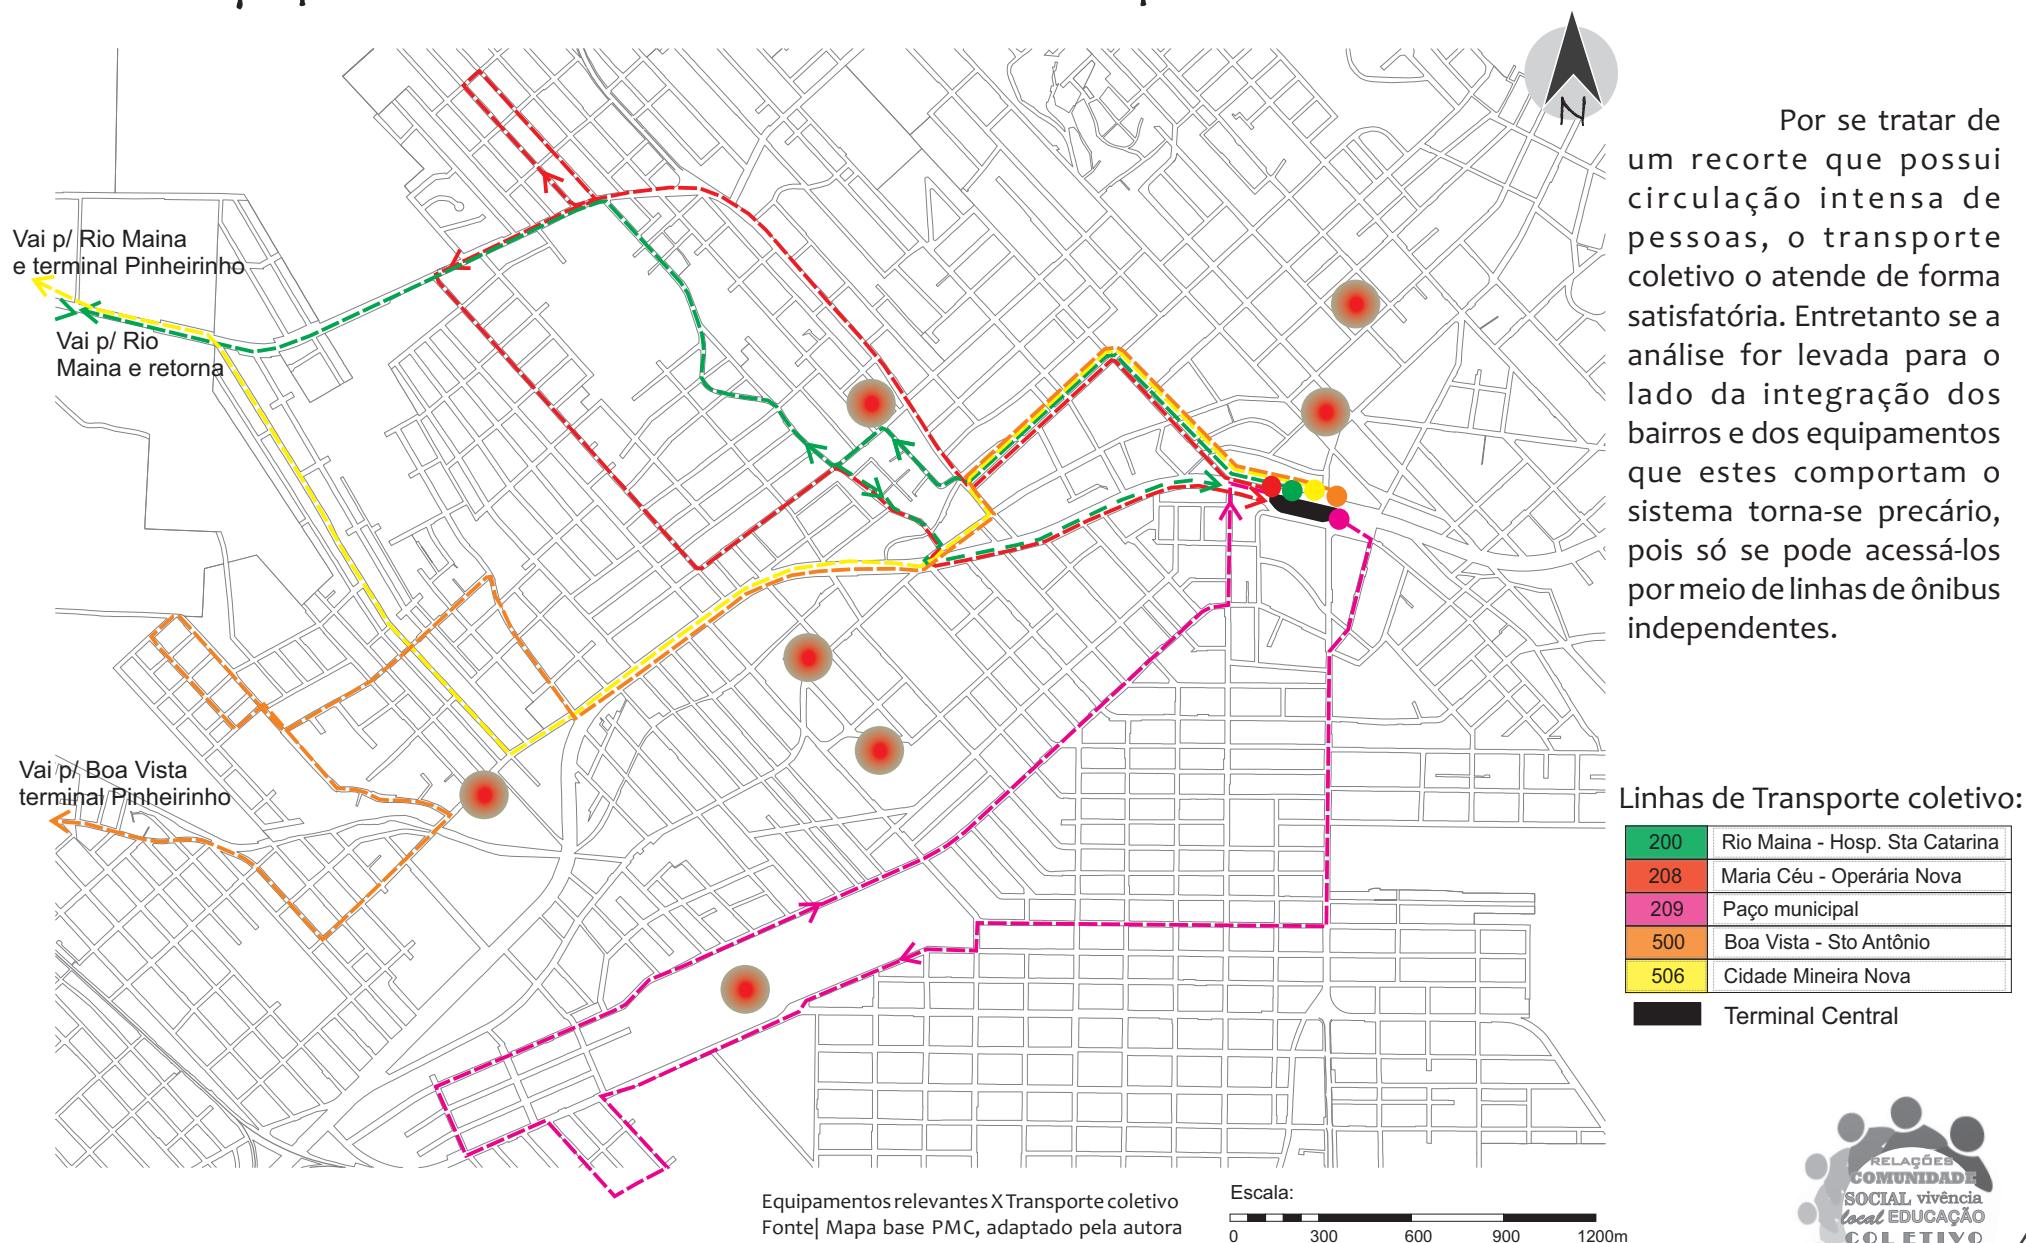 N
Por se tratar de
um recorte que possui
circulação intensa de
pessoas, o transporte
coletivo o atende de forma
satisfatória. Entretanto se a
análise for levada para o
lado da integração dos
bairros e dos equipamentos
que estes comportam o
sistema torna-se precário,
pois só se pode acessá-los
por meio de linhas de ônibus
independentes.
Vai p/ Rio Maina
e terminal Pinheirinho
Vai p/ Rio
Maina e retorna
Vai p/ Boa Vista
terminal Pinheirinho
Linhas de Transporte coletivo:
200 Rio Maina - Hosp. Sta Catarina
208 Maria Céu - Operária Nova
209 Paço municipal
500 Boa Vista - Sto Antônio
506 Cidade Mineira Nova
Terminal Central
Equipamentos relevantes X Transporte coletivo
Fonte| Mapa base PMC, adaptado pela autora
Escala:
0 300 600 900 1200m
RELAÇÕES
COMUNIDADE
SOCIAL vivência
local EDUCAÇÃO
COLETIVO